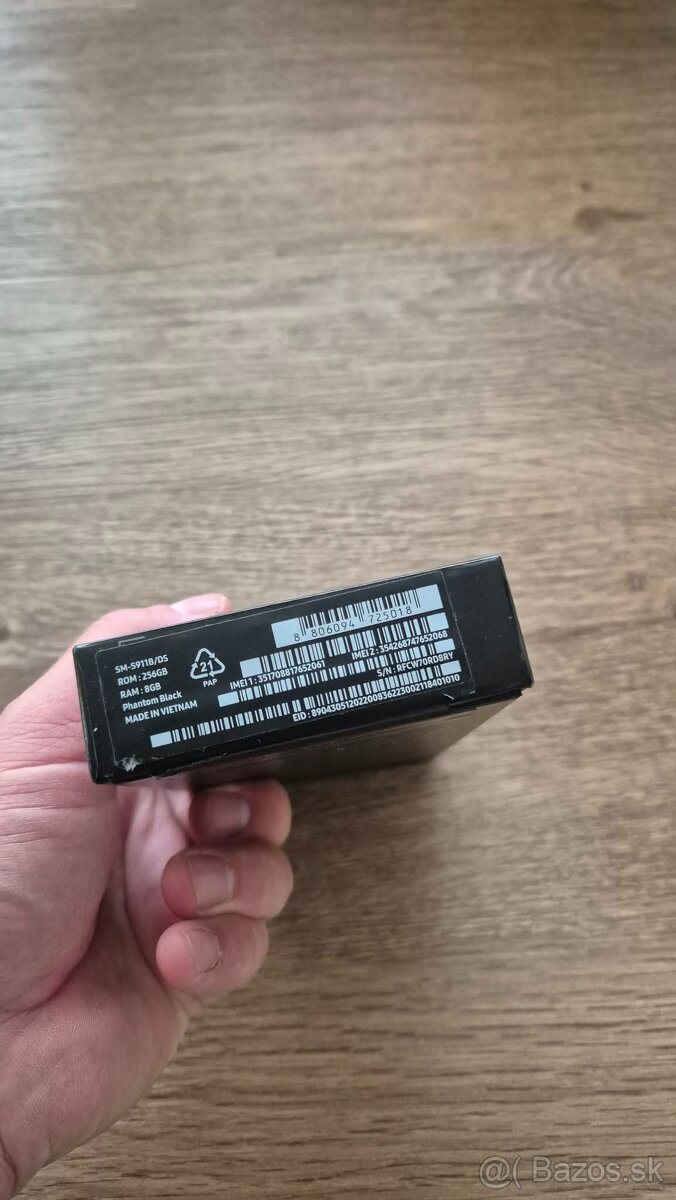 SM-S911B/DS
ROM : 256GB
RAM : 8GB
Phantom Black
MADE IN VIETNAM
21
PAP
8 806094 725018
IMEI 1 : 351708817652061
IMEI 2 : 354268747652068
S/N : RFCW70RD8RY
EID : 89043051202200836223002118401010
@( Bazos.sk